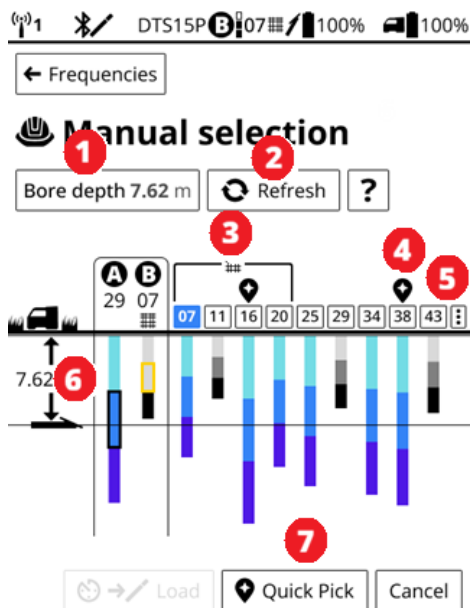 1 DTS15P B 07 100% 100%
← Frequencies
Manual selection
1 2
Bore depth 7.62 m Refresh ?
3 4 5
A B
29 07 07 11 16 20 25 29 34 38 43
7.62 6
7
Load Quick Pick Cancel